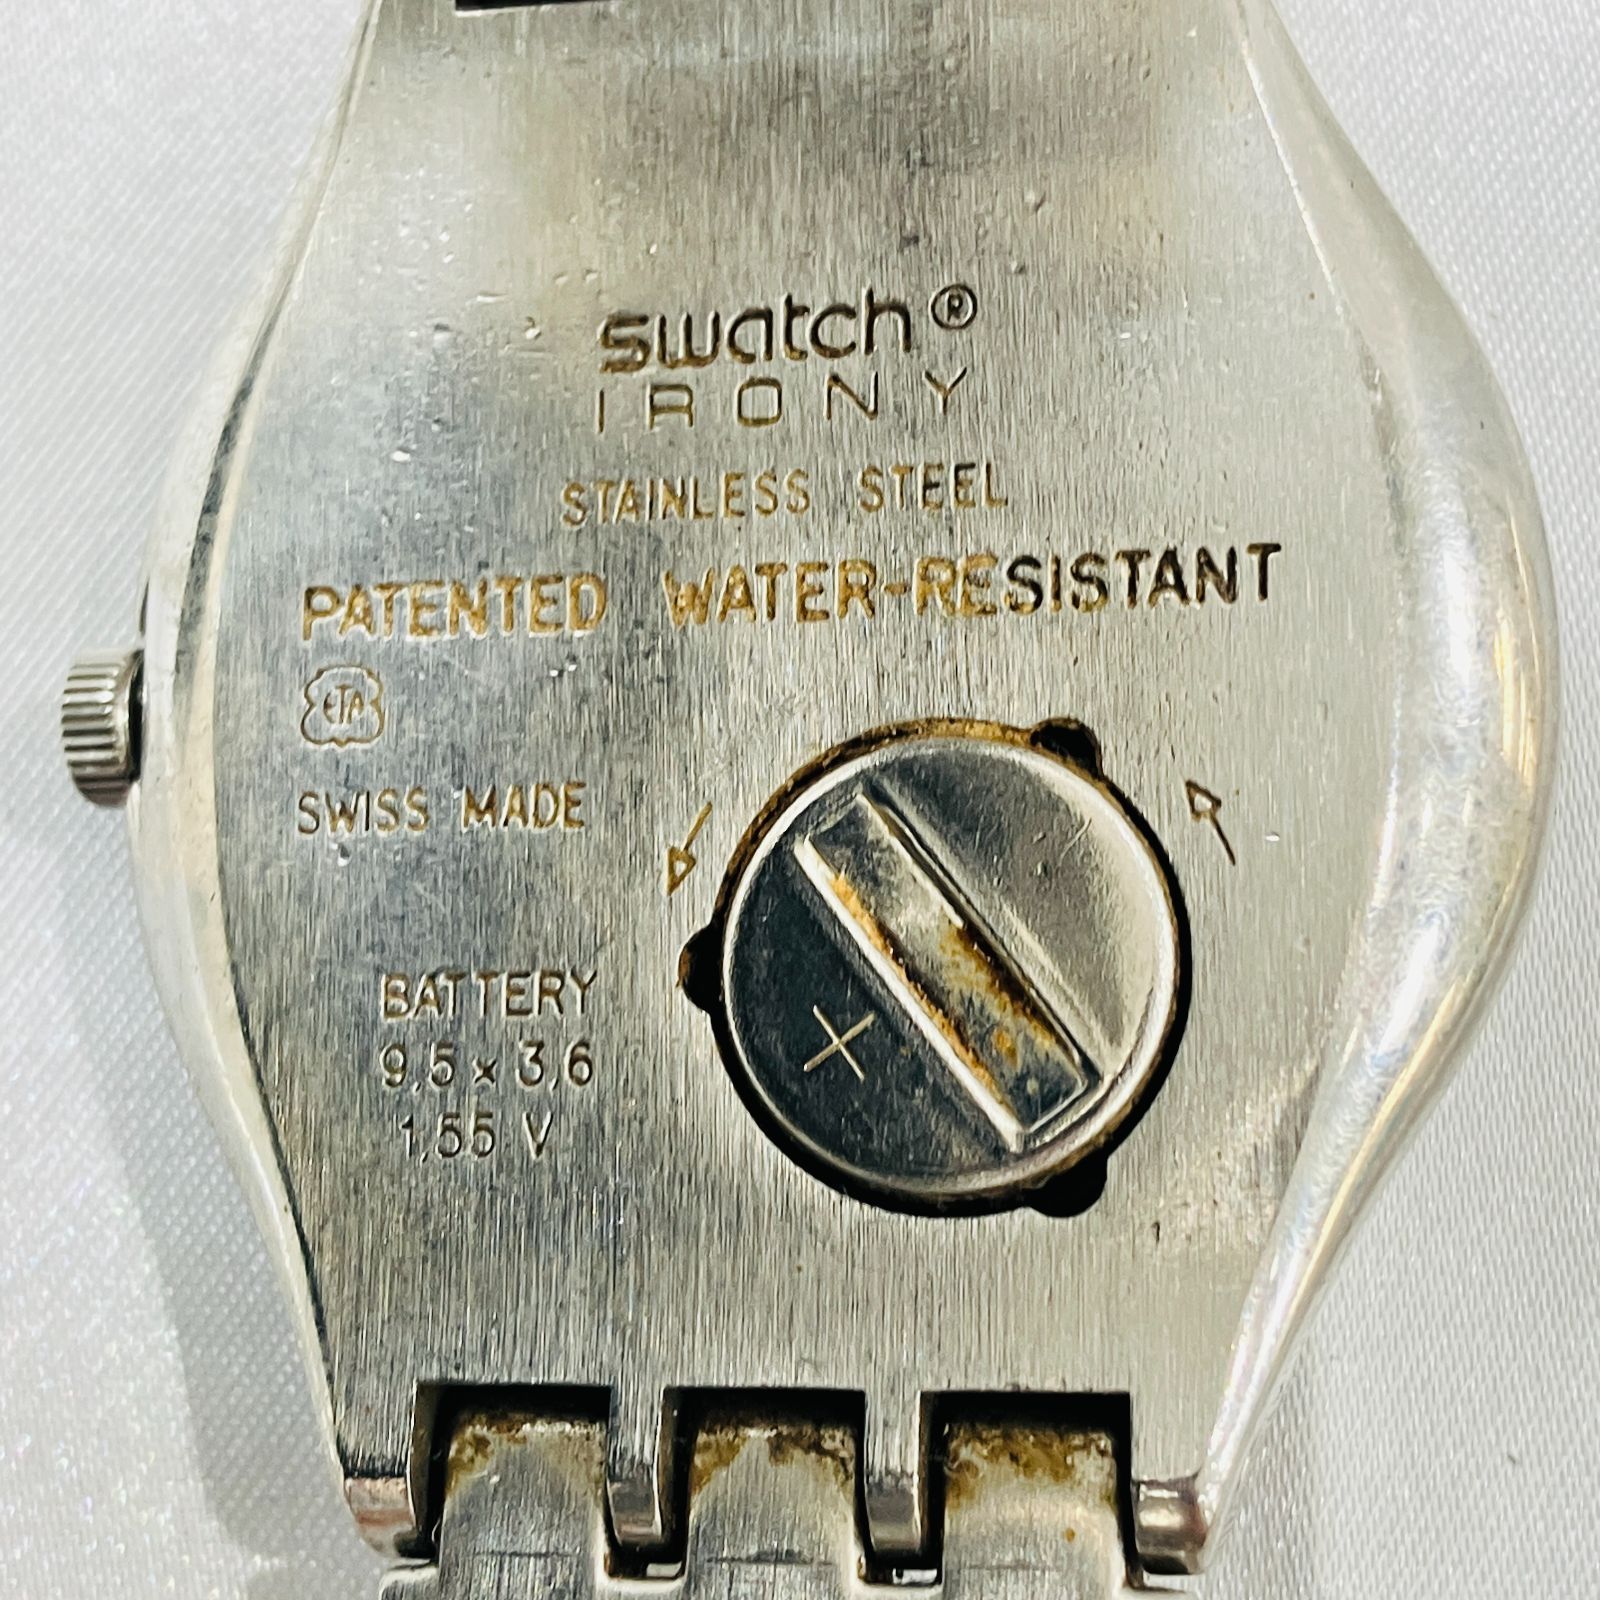 swatch®
IRONY
STAINLESS STEEL
PATENTED WATER-RESISTANT
ETA
SWISS MADE
BATTERY
9,5 x 3,6
1,55 V
+